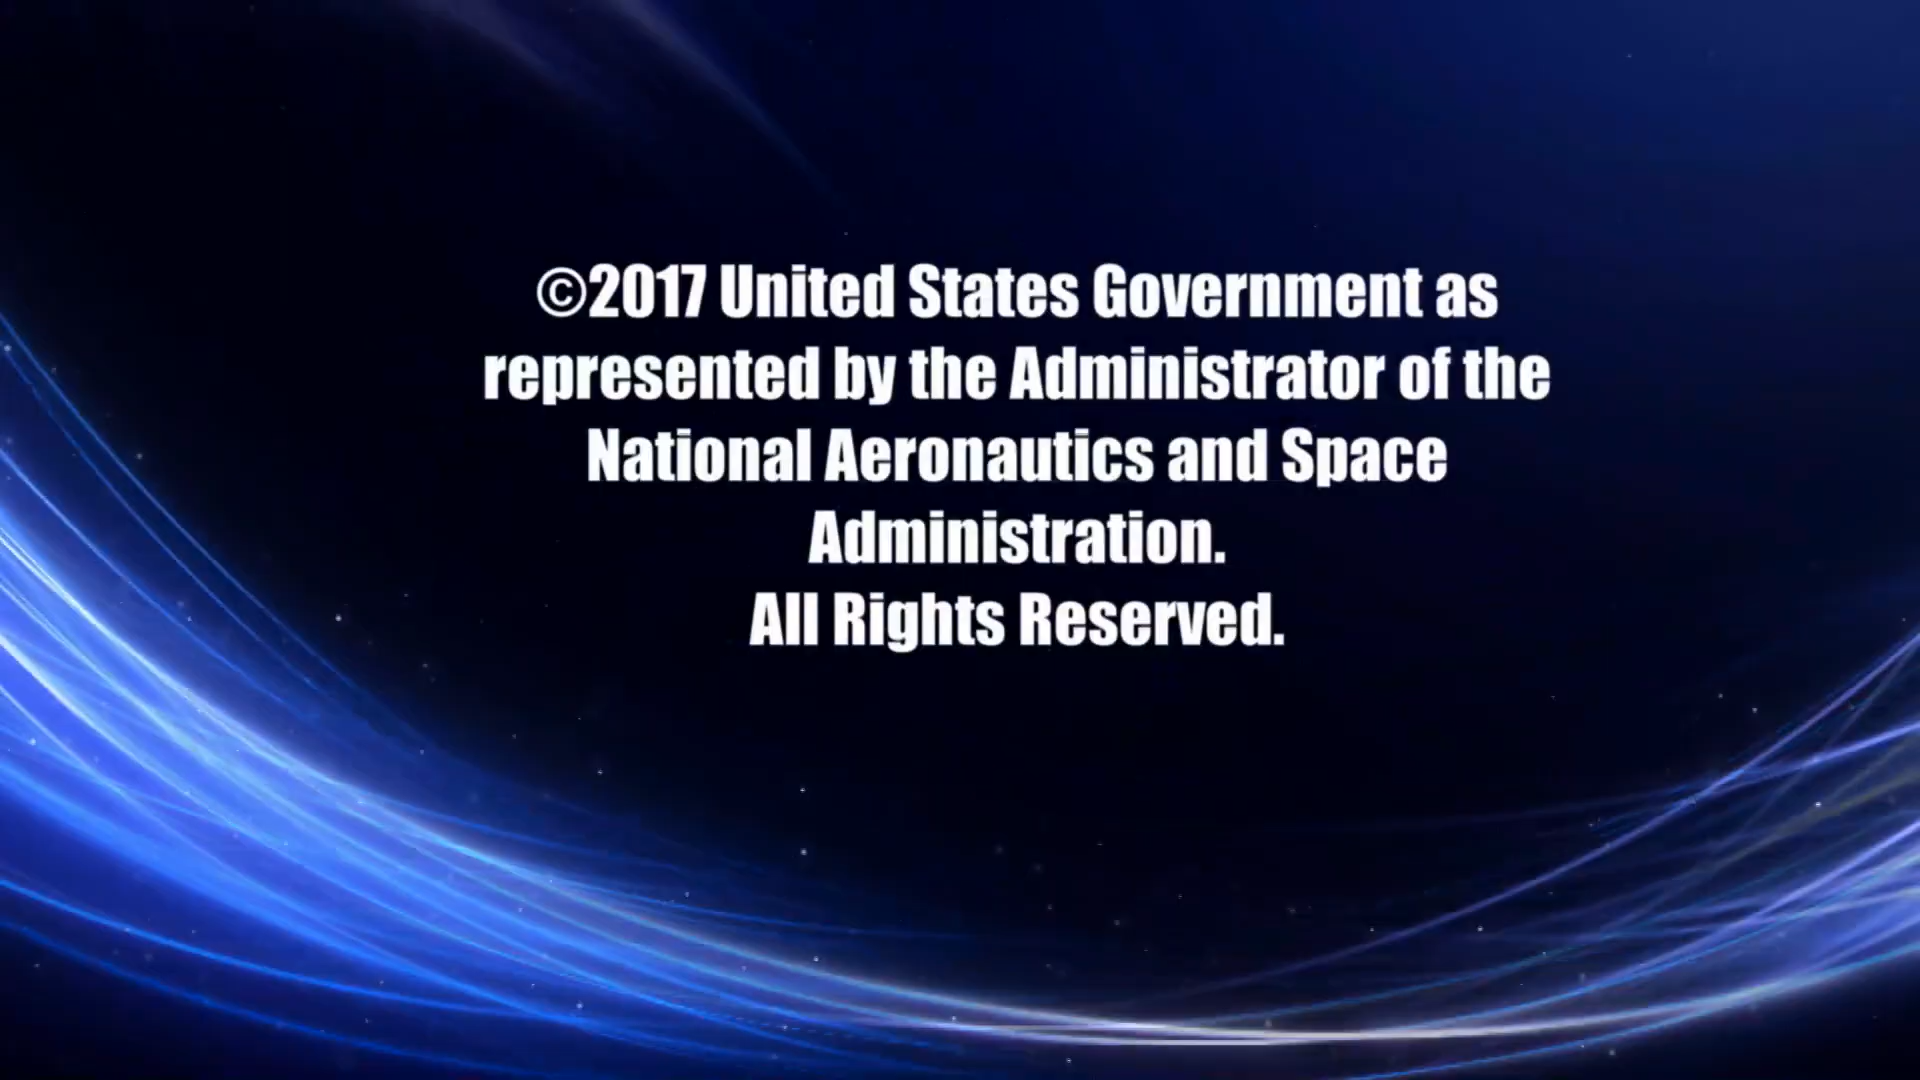 ©2017 United States Government as
represented by the Administrator of the
National Aeronautics and Space
Administration.
All Rights Reserved.